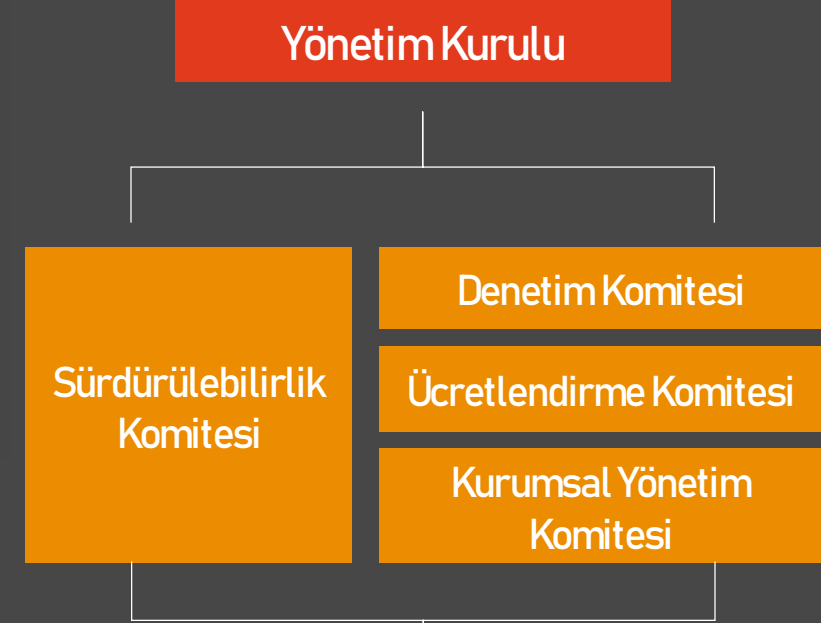 Yönetim Kurulu
Sürdürülebilirlik
Komitesi
Denetim Komitesi
Ücretlendirme Komitesi
Kurumsal Yönetim
Komitesi